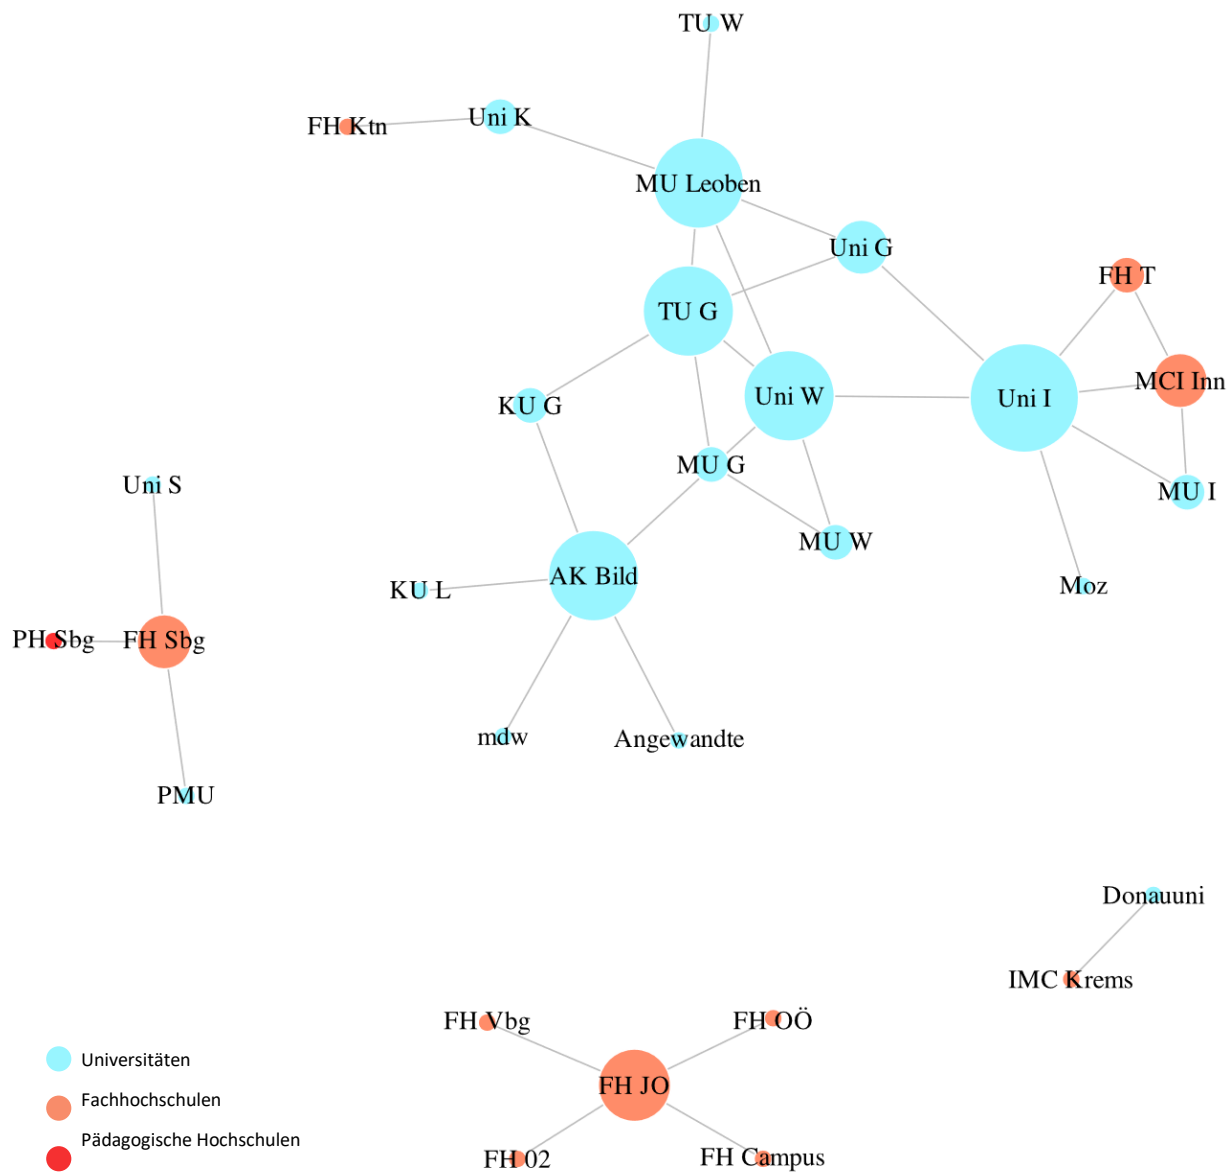 TU W
Uni K
FH Ktn
MU Leoben
Uni G
FH T
TU G
MCI Inn
Uni W
Uni I
KU G
MU G
Uni S
MU I
MU W
AK Bild
Moz
KU L
PH Sbg
FH Sbg
mdw
Angewandte
PMU
Donauuni
IMC Krems
FH Vbg
FH OÖ
FH JO
FH 02
FH Campus
Universitäten
Fachhochschulen
Pädagogische Hochschulen